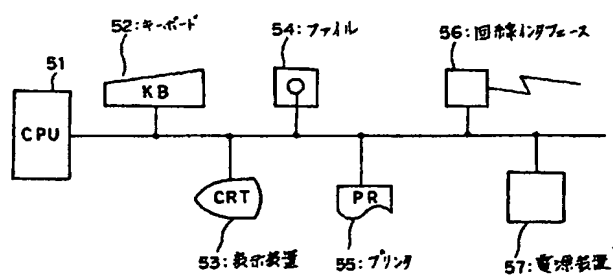 52:キーボード
54:ファイル
56:回線インタフェース
51
KB
CPU
CRT
PR
53:表示装置
55:プリンタ
57:電源装置